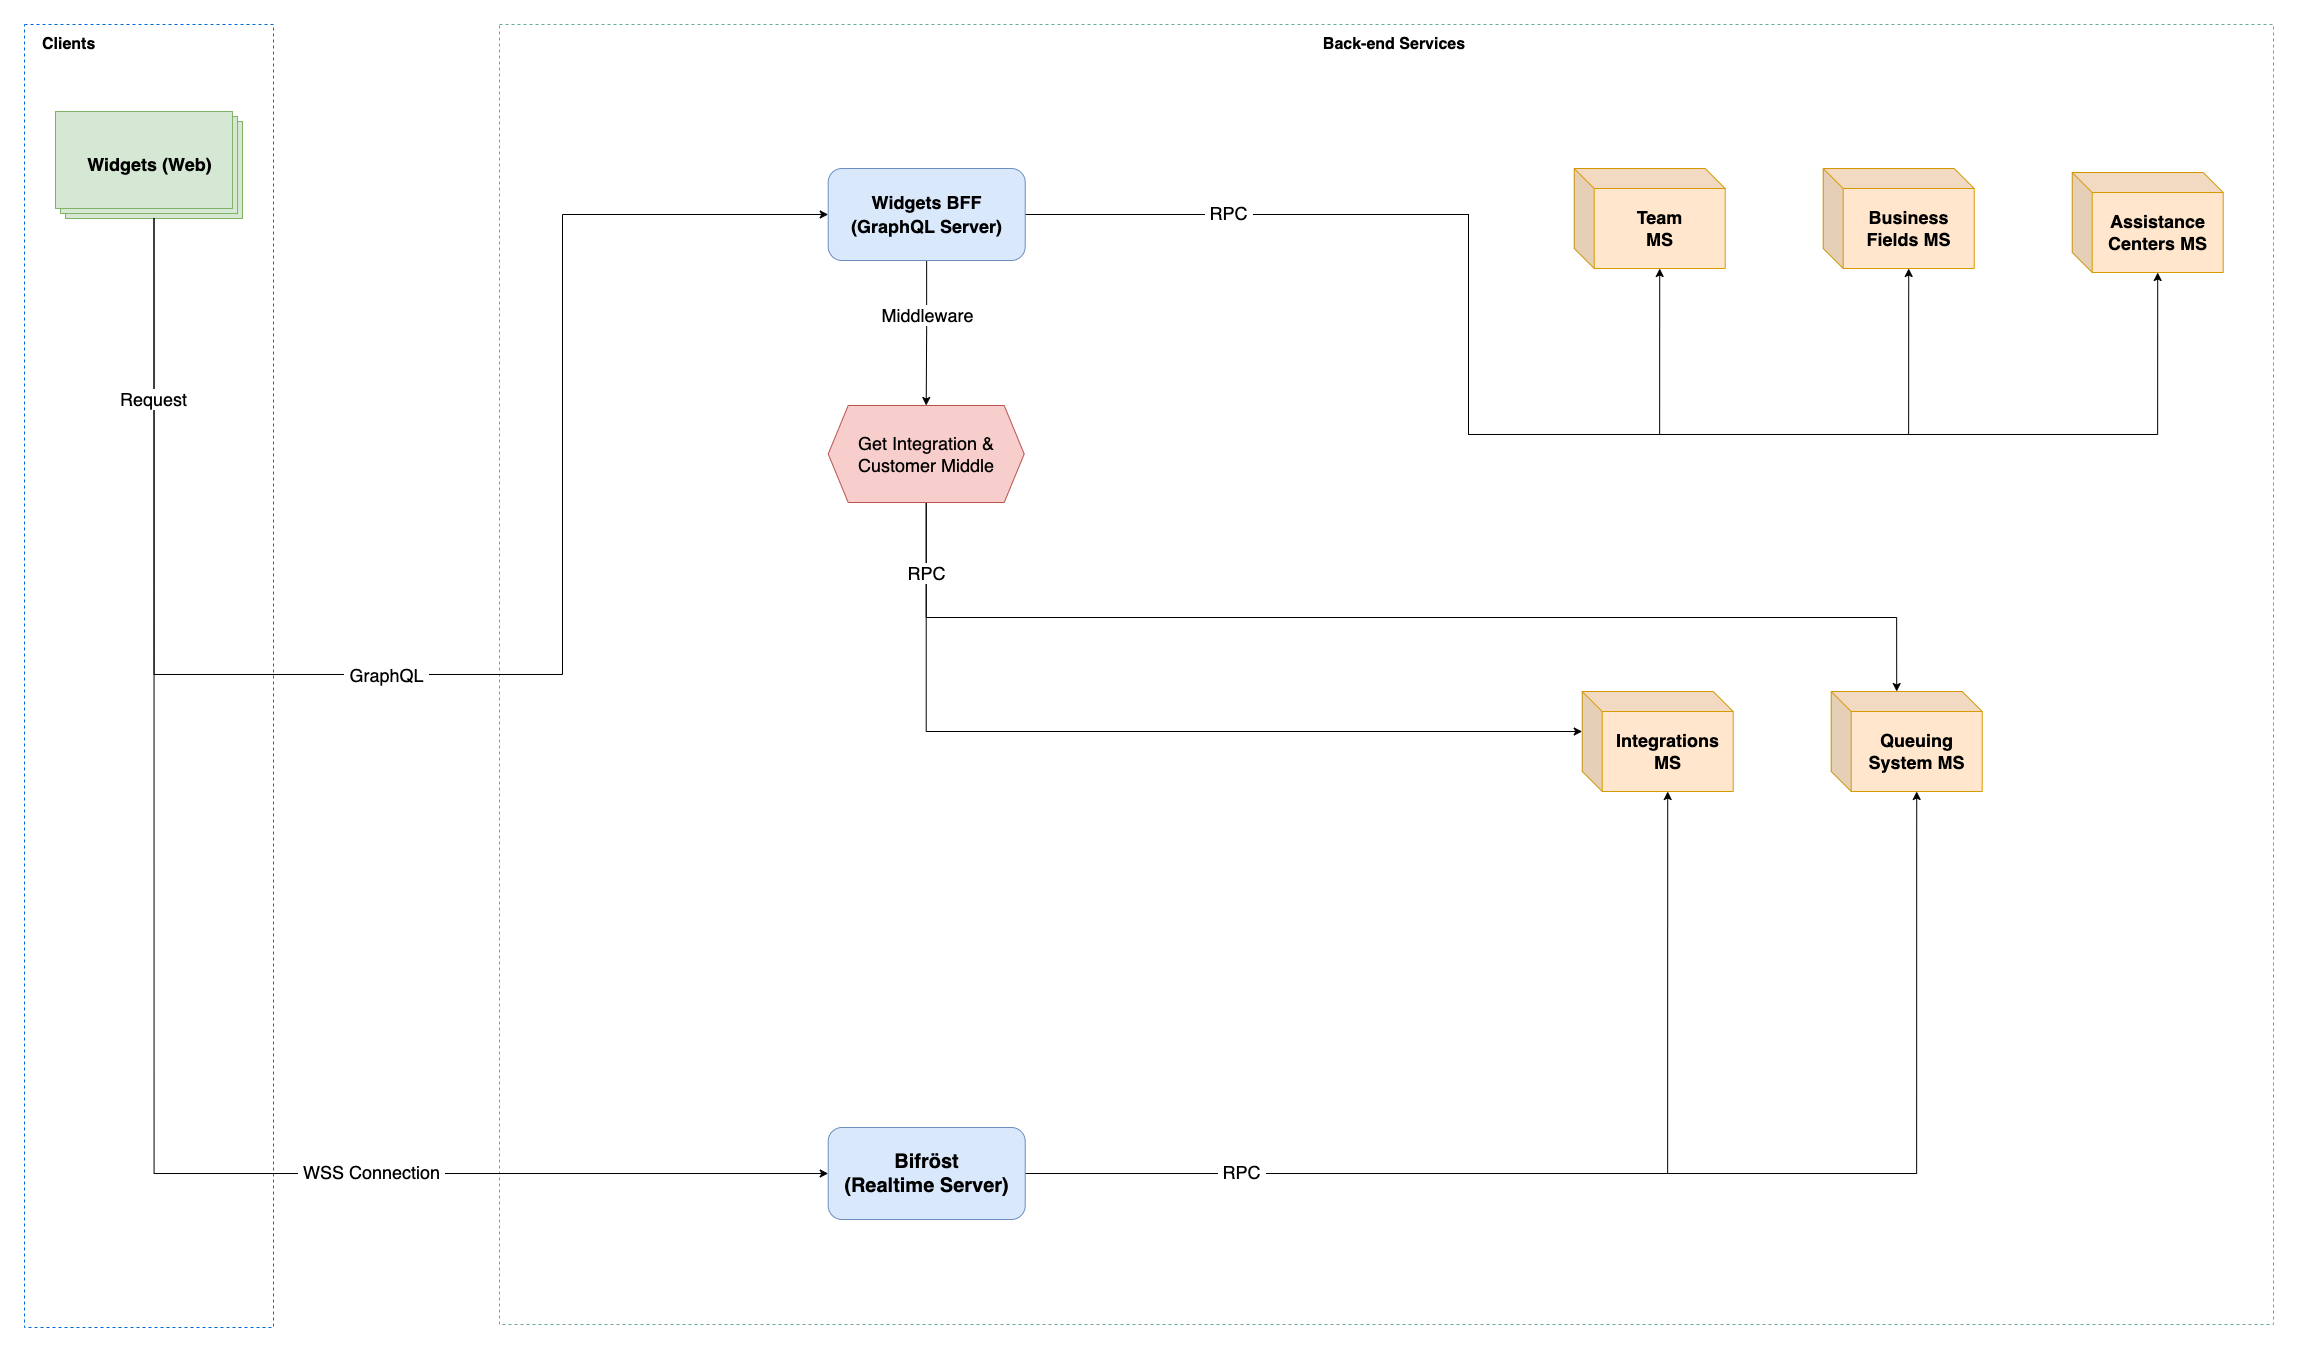 Clients
Back-end Services
Widgets (Web)
Widgets BFF
(GraphQL Server)
RPC
Team
MS
Business
Fields MS
Assistance
Centers MS
Middleware
Request
Get Integration &
Customer Middle
RPC
GraphQL
Integrations
MS
Queuing
System MS
WSS Connection
Bifröst
(Realtime Server)
RPC